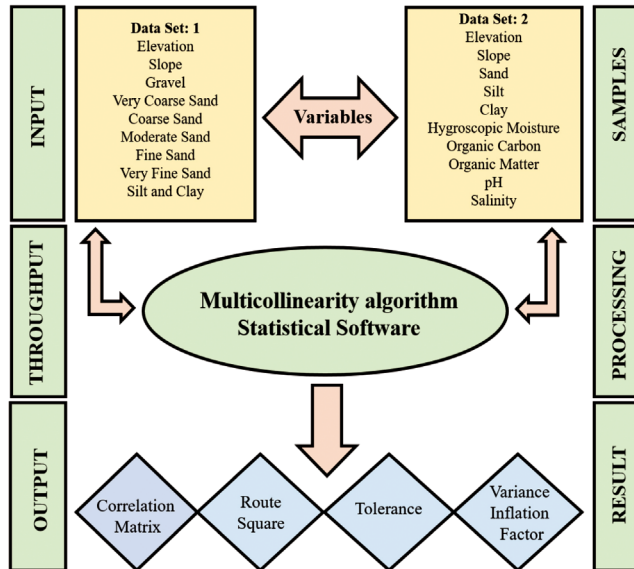 INPUT
Data Set: 1
Elevation
Slope
Gravel
Very Coarse Sand
Coarse Sand
Moderate Sand
Fine Sand
Very Fine Sand
Silt and Clay
Variables
Data Set: 2
Elevation
Slope
Sand
Silt
Clay
Hygroscopic Moisture
Organic Carbon
Organic Matter
pH
Salinity
SAMPLES
THROUGHPUT
Multicollinearity algorithm
Statistical Software
PROCESSING
OUTPUT
Correlation
Matrix
Route
Square
Tolerance
Variance
Inflation
Factor
RESULT